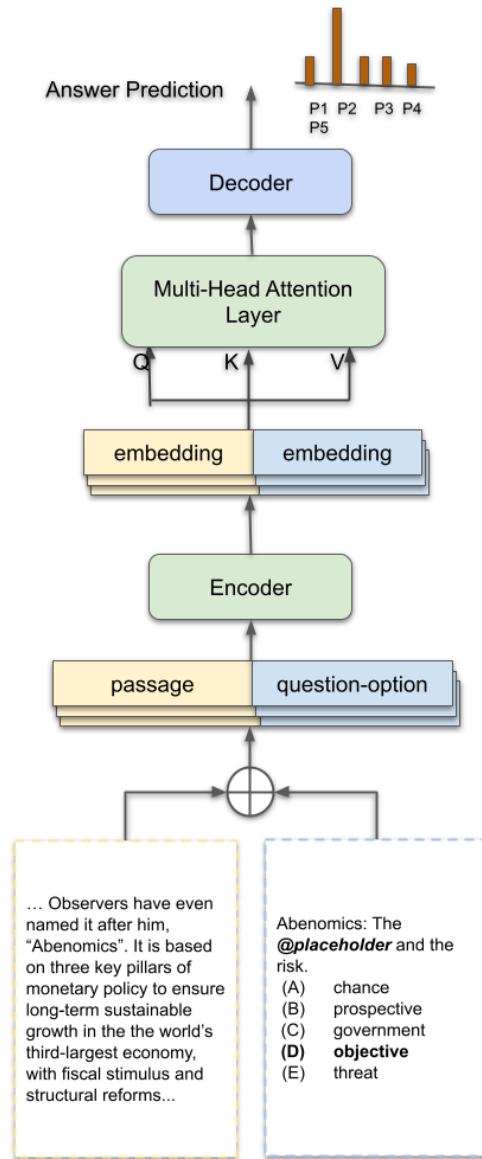 Answer Prediction
P1 P2 P3 P4
P5
Decoder
Multi-Head Attention
Layer
Q K V
embedding embedding
Encoder
passage question-option
… Observers have even
named it after him,
“Abenomics”. It is based
on three key pillars of
monetary policy to ensure
long-term sustainable
growth in the the world’s
third-largest economy,
with fiscal stimulus and
structural reforms...
Abenomics: The
@placeholder and the
risk.
(A) chance
(B) prospective
(C) government
(D) objective
(E) threat